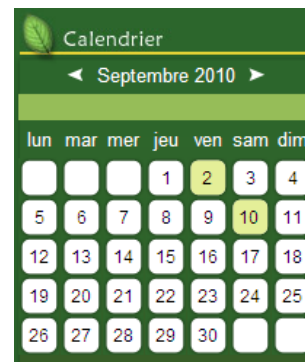 Calendrier
◄ Septembre 2010 ►
lun mar mer jeu ven sam dim
1 2 3 4
5 6 7 8 9 10 11
12 13 14 15 16 17 18
19 20 21 22 23 24 25
26 27 28 29 30